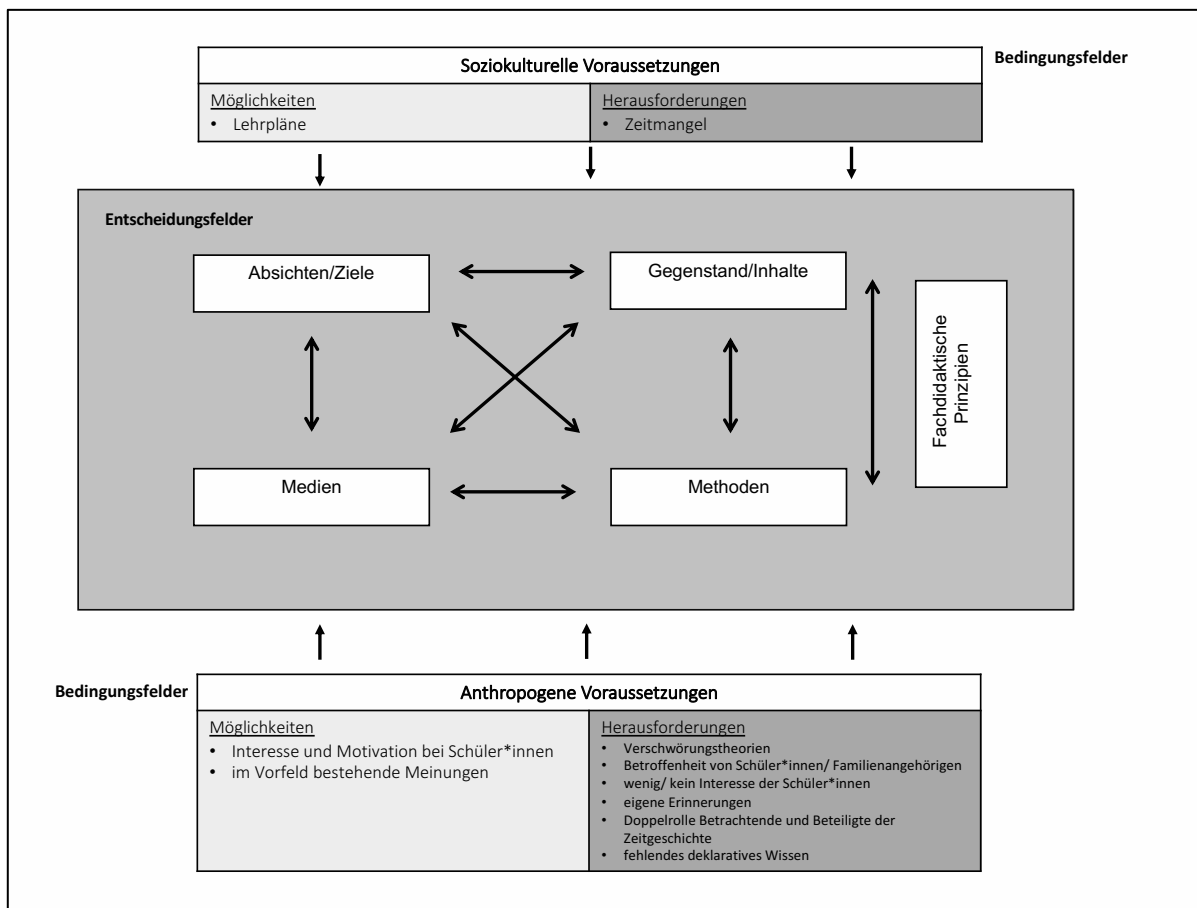 Soziokulturelle Voraussetzungen
Bedingungsfelder
Möglichkeiten
• Lehrpläne
Herausforderungen
• Zeitmangel
Entscheidungsfelder
Absichten/Ziele
Gegenstand/Inhalte
Fachdidaktische
Prinzipien
Medien
Methoden
Bedingungsfelder
Anthropogene Voraussetzungen
Möglichkeiten
• Interesse und Motivation bei Schüler*innen
• im Vorfeld bestehende Meinungen
Herausforderungen
• Verschwörungstheorien
• Betroffenheit von Schüler*innen/ Familienangehörigen
• wenig/ kein Interesse der Schüler*innen
• eigene Erinnerungen
• Doppelrolle Betrachtende und Beteiligte der
Zeitgeschichte
• fehlendes deklaratives Wissen